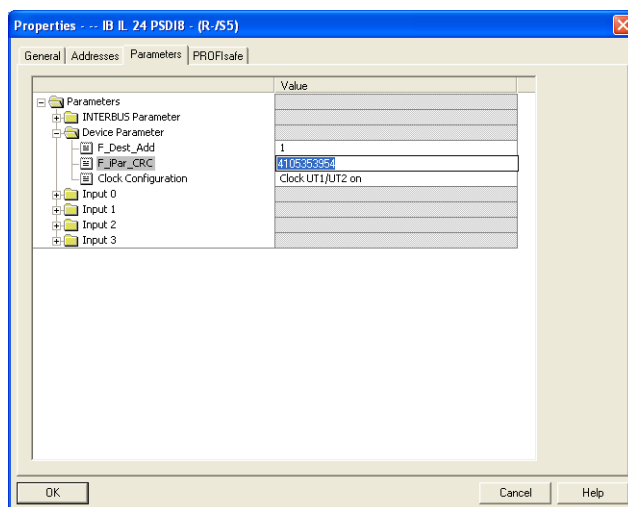 Properties - -- IB IL 24 PSDI8 - (R-/S5)
General Addresses Parameters PROFIsafe
Value
Parameters
INTERBUS Parameter
Device Parameter
F_Dest_Add 1
F_iPar_CRC 4105353954
Clock Configuration Clock UT1/UT2 on
Input 0
Input 1
Input 2
Input 3
OK Cancel Help